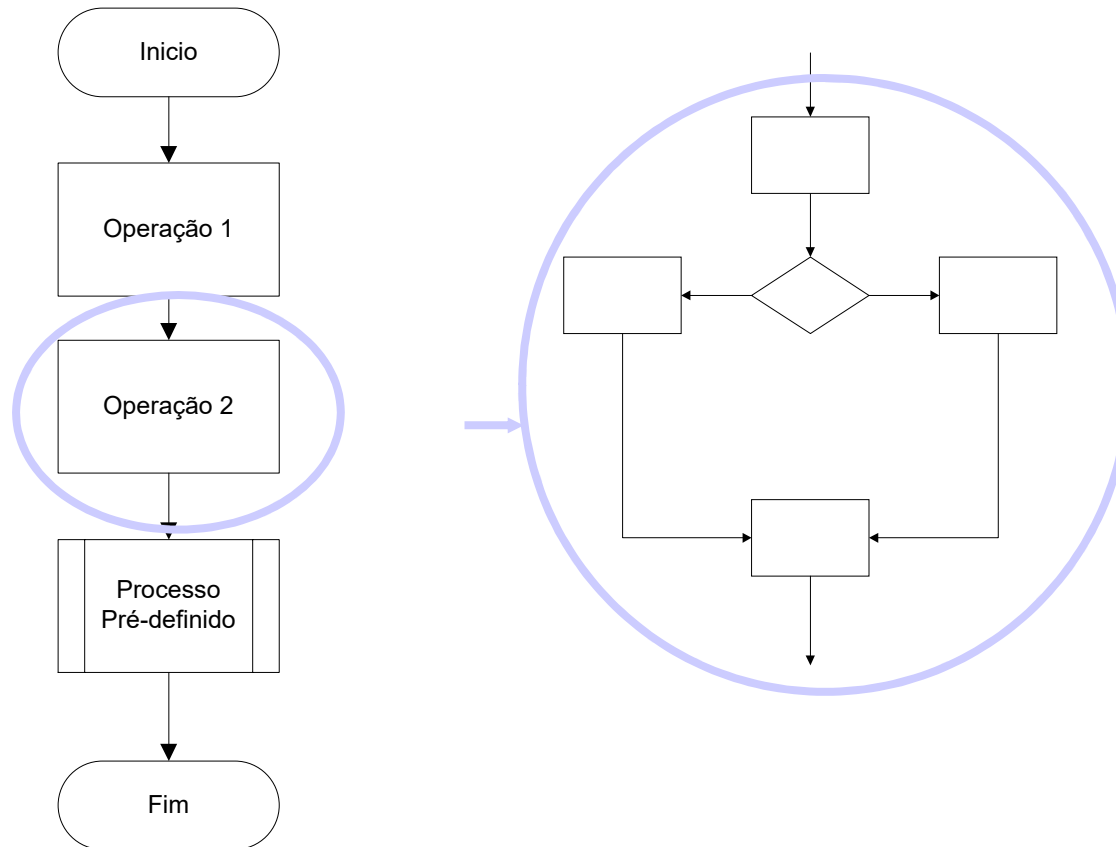 Inicio
Operação 1
Operação 2
Processo
Pré-definido
Fim